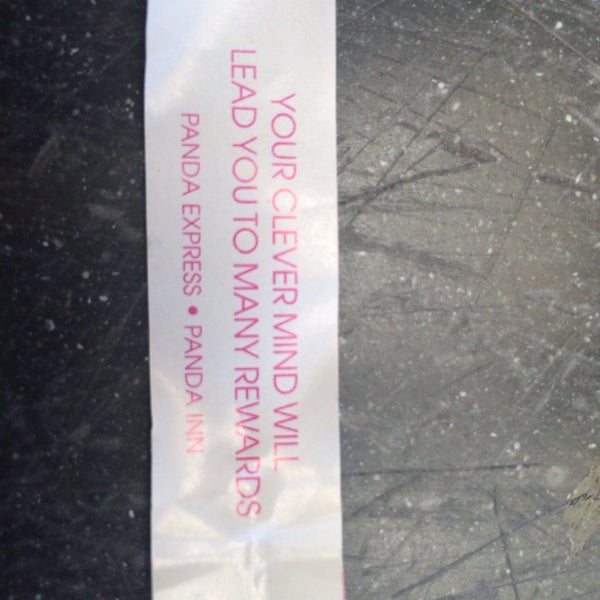 YOUR CLEVER MIND WILL
LEAD YOU TO MANY REWARDS
PANDA EXPRESS • PANDA INN